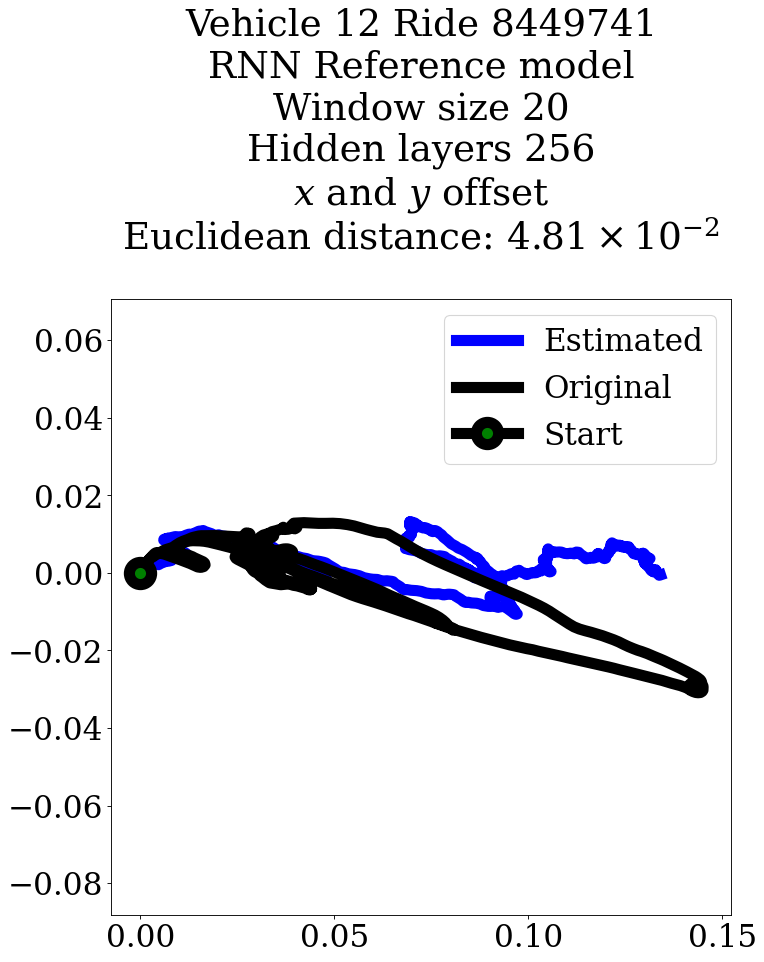 Vehicle 12 Ride 8449741
RNN Reference model
Window size 20
Hidden layers 256
x and y offset
Euclidean distance: 4.81 × 10⁻²
Estimated
Original
Start
0.06
0.04
0.02
0.00
−0.02
−0.04
−0.06
−0.08
0.00 0.05 0.10 0.15